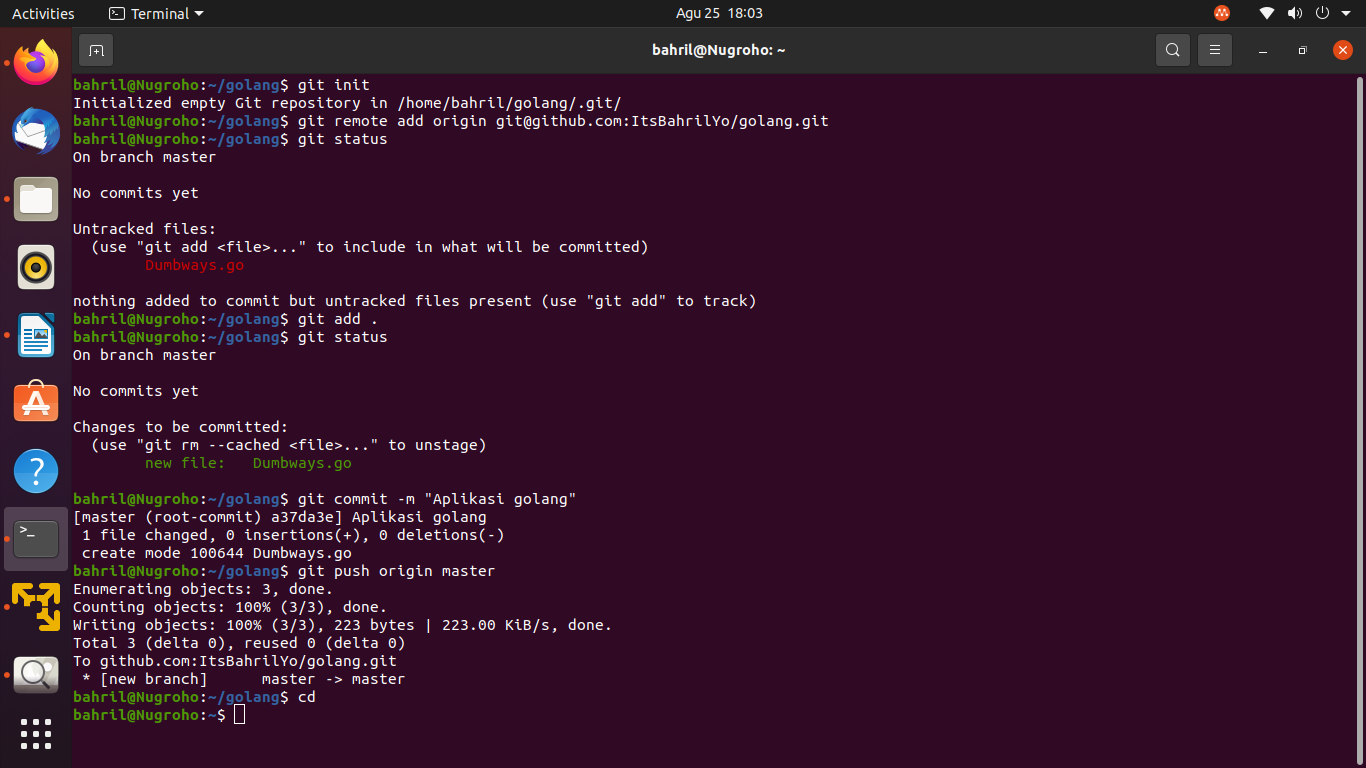 Activities
Terminal
Agu 25 18:03
bahril@Nugroho: ~
bahril@Nugroho:~/golang$ git init
Initialized empty Git repository in /home/bahril/golang/.git/
bahril@Nugroho:~/golang$ git remote add origin git@github.com:ItsBahrilYo/golang.git
bahril@Nugroho:~/golang$ git status
On branch master
No commits yet
Untracked files:
  (use "git add <file>..." to include in what will be committed)
        Dumbways.go
nothing added to commit but untracked files present (use "git add" to track)
bahril@Nugroho:~/golang$ git add .
bahril@Nugroho:~/golang$ git status
On branch master
No commits yet
Changes to be committed:
  (use "git rm --cached <file>..." to unstage)
        new file:   Dumbways.go
bahril@Nugroho:~/golang$ git commit -m "Aplikasi golang"
[master (root-commit) a37da3e] Aplikasi golang
 1 file changed, 0 insertions(+), 0 deletions(-)
 create mode 100644 Dumbways.go
bahril@Nugroho:~/golang$ git push origin master
Enumerating objects: 3, done.
Counting objects: 100% (3/3), done.
Writing objects: 100% (3/3), 223 bytes | 223.00 KiB/s, done.
Total 3 (delta 0), reused 0 (delta 0)
To github.com:ItsBahrilYo/golang.git
 * [new branch]      master -> master
bahril@Nugroho:~/golang$ cd
bahril@Nugroho:~$